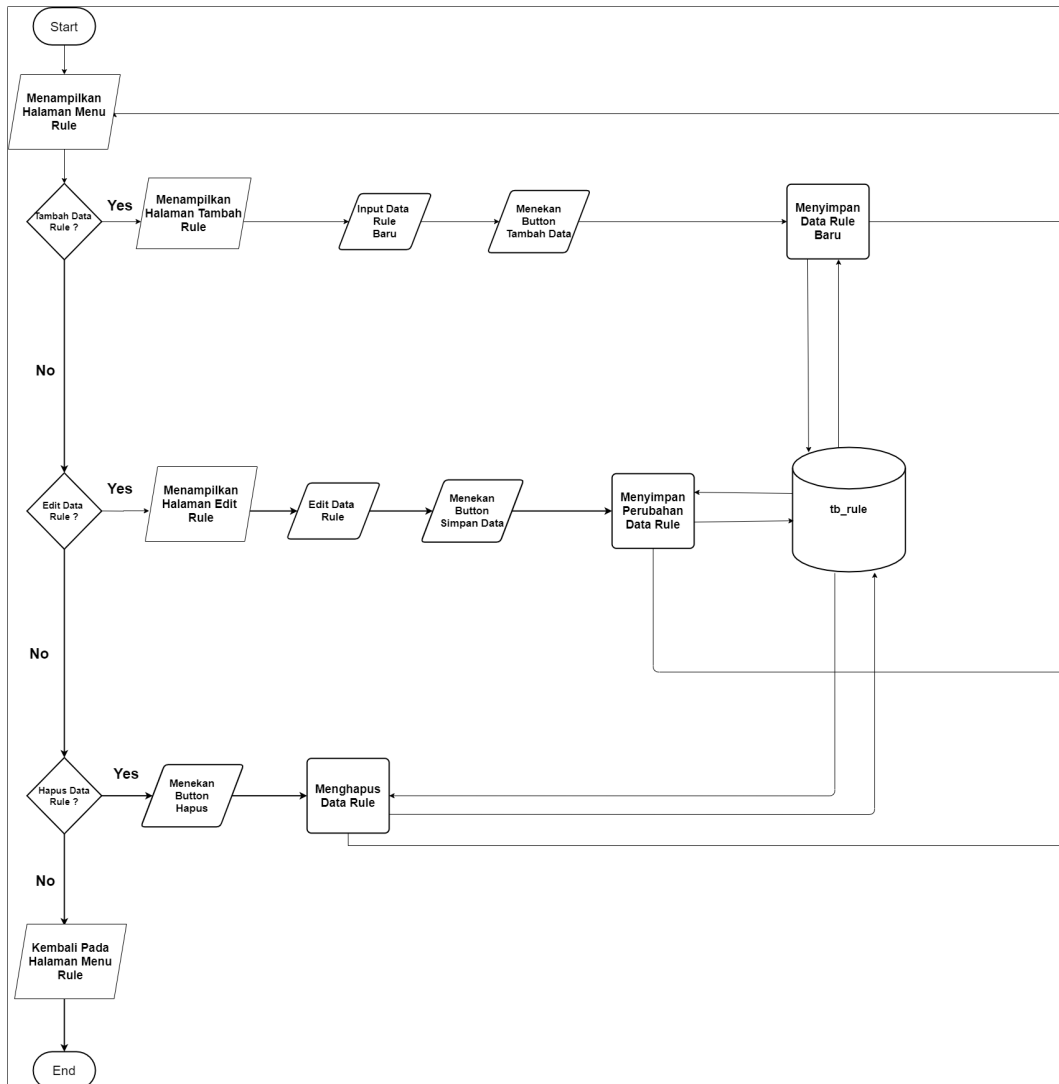 Start
Menampilkan
Halaman Menu
Rule
Tambah Data
Rule ?
Yes
Menampilkan
Halaman Tambah
Rule
Input Data
Rule
Baru
Menekan
Button
Tambah Data
Menyimpan
Data Rule
Baru
No
Edit Data
Rule ?
Yes
Menampilkan
Halaman Edit
Rule
Edit Data
Rule
Menekan
Button
Simpan Data
Menyimpan
Perubahan
Data Rule
tb_rule
No
Hapus Data
Rule ?
Yes
Menekan
Button
Hapus
Menghapus
Data Rule
No
Kembali Pada
Halaman Menu
Rule
End